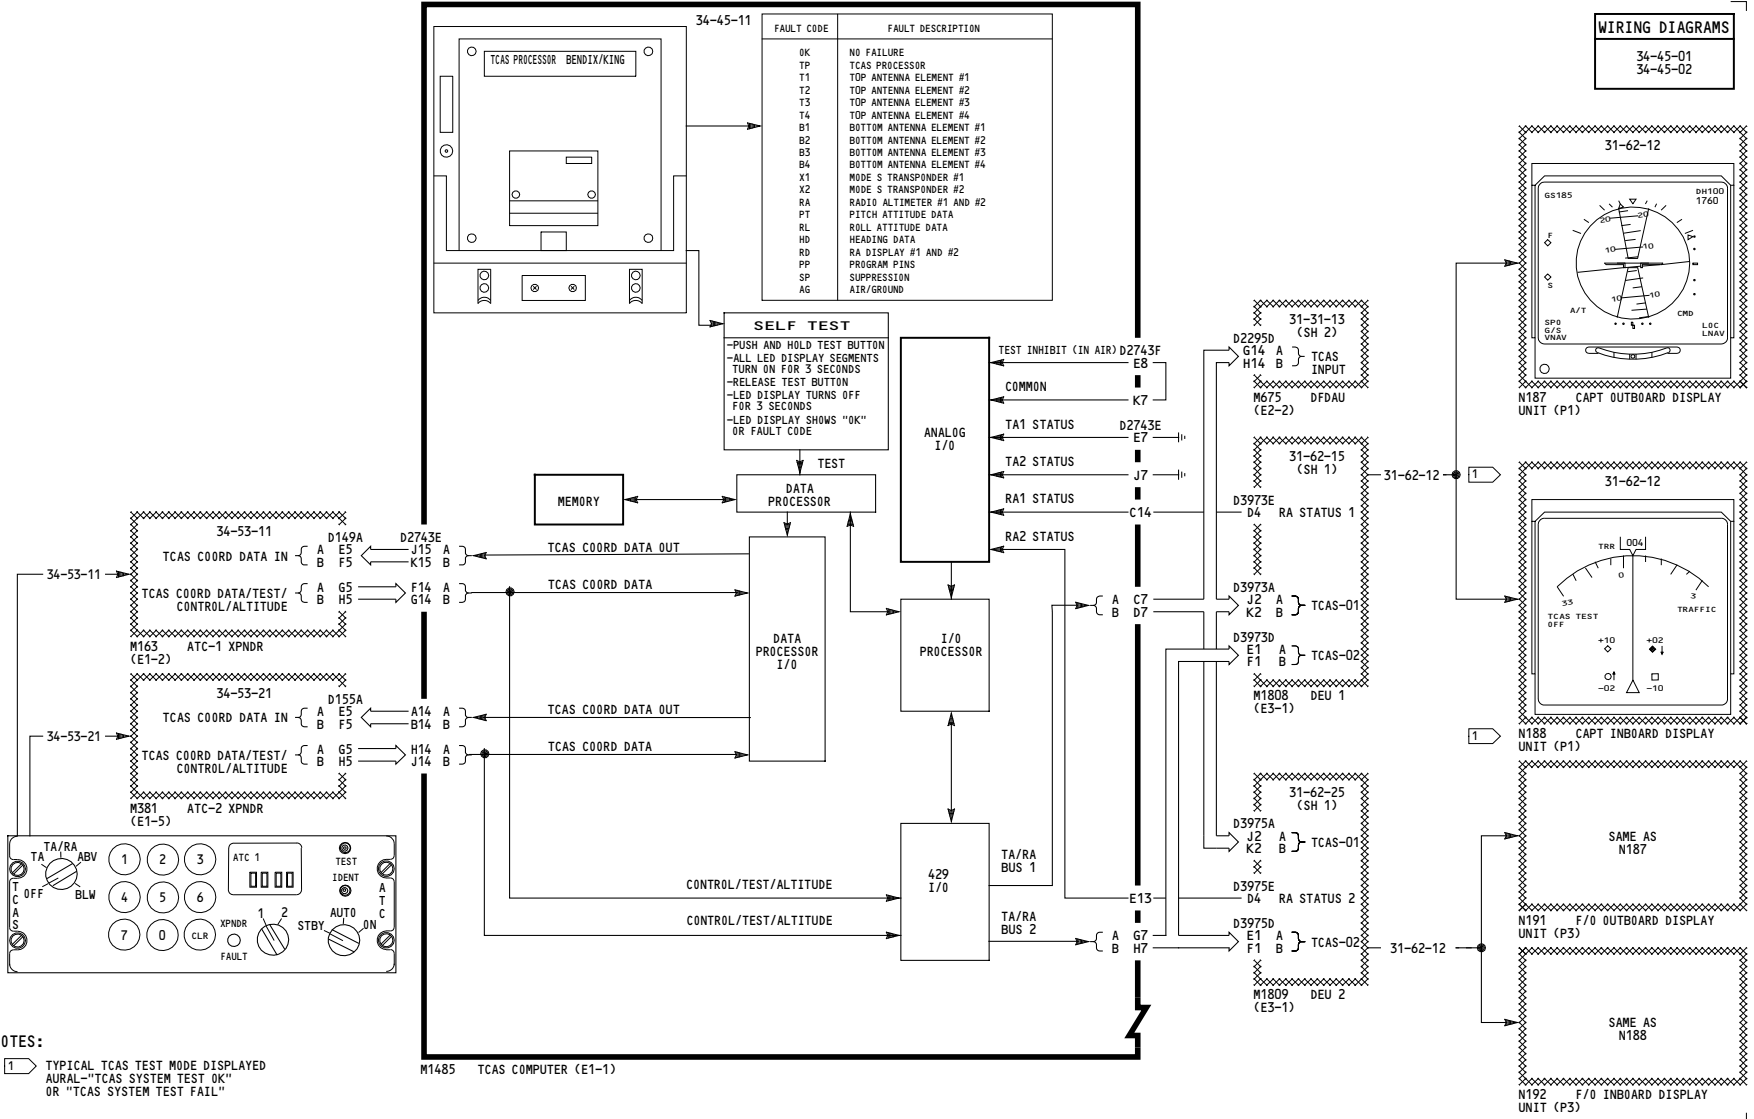 34-45-11
TCAS PROCESSOR BENDIX/KING
FAULT CODE FAULT DESCRIPTION
OK NO FAILURE
TP TCAS PROCESSOR
T1 TOP ANTENNA ELEMENT #1
T2 TOP ANTENNA ELEMENT #2
T3 TOP ANTENNA ELEMENT #3
T4 TOP ANTENNA ELEMENT #4
B1 BOTTOM ANTENNA ELEMENT #1
B2 BOTTOM ANTENNA ELEMENT #2
B3 BOTTOM ANTENNA ELEMENT #3
B4 BOTTOM ANTENNA ELEMENT #4
X1 MODE S TRANSPONDER #1
X2 MODE S TRANSPONDER #2
RA RADIO ALTIMETER #1 AND #2
PT PITCH ATTITUDE DATA
RL ROLL ATTITUDE DATA
HD HEADING DATA
RD RA DISPLAY #1 AND #2
PP PROGRAM PINS
SP SUPPRESSION
AG AIR/GROUND
WIRING DIAGRAMS
34-45-01
34-45-02
SELF TEST
-PUSH AND HOLD TEST BUTTON
-ALL LED DISPLAY SEGMENTS
TURN ON FOR 3 SECONDS
-RELEASE TEST BUTTON
-LED DISPLAY TURNS OFF
FOR 3 SECONDS
-LED DISPLAY SHOWS "OK"
OR FAULT CODE
TEST
MEMORY
DATA
PROCESSOR
DATA
PROCESSOR
I/O
ANALOG
I/O
I/O
PROCESSOR
429
I/O
TEST INHIBIT (IN AIR) D2743F
E8
COMMON
K7
TA1 STATUS D2743E
E7
TA2 STATUS
J7
RA1 STATUS
C14
RA2 STATUS
34-53-11
34-53-11
D149A
TCAS COORD DATA IN A E5
B F5
TCAS COORD DATA/TEST/
CONTROL/ALTITUDE
A G5
B H5
M163 ATC-1 XPNDR
(E1-2)
D2743E
J15 A
K15 B
TCAS COORD DATA OUT
F14 A
G14 B
TCAS COORD DATA
34-53-21
34-53-21
D155A
TCAS COORD DATA IN A E5
B F5
TCAS COORD DATA/TEST/
CONTROL/ALTITUDE
A G5
B H5
M381 ATC-2 XPNDR
(E1-5)
A14 A
B14 B
TCAS COORD DATA OUT
H14 A
J14 B
TCAS COORD DATA
CONTROL/TEST/ALTITUDE
CONTROL/TEST/ALTITUDE
TA/RA
BUS 1
TA/RA
BUS 2
A C7
B D7
E13
A G7
B H7
TCAS
OFF
TA
TA/RA
ABV
BLW
1 2 3
4 5 6
7 0 CLR
ATC 1
XPNDR
FAULT
1 2
TEST
IDENT
STBY
AUTO
ON
ATC
31-31-13
(SH 2)
D2295D
G14 A
H14 B
TCAS
INPUT
M675 DFDAU
(E2-2)
31-62-15
(SH 1)
D3973E
D4 RA STATUS 1
D3973A
J2 A
K2 B
TCAS-01
D3973D
E1 A
F1 B
TCAS-02
M1808 DEU 1
(E3-1)
31-62-25
(SH 1)
D3975A
J2 A
K2 B
TCAS-01
D3975E
D4 RA STATUS 2
D3975D
E1 A
F1 B
TCAS-02
M1809 DEU 2
(E3-1)
31-62-12
1
31-62-12
31-62-12
GS185
DH100
1760
20 20
10 10
10 10
F
S
A/T
CMD
SPD
G/S
VNAV
LOC
LNAV
N187 CAPT OUTBOARD DISPLAY
UNIT (P1)
31-62-12
TRR 004
0
33
3
TCAS TEST
OFF
TRAFFIC
+10
+02
-02
-10
1
N188 CAPT INBOARD DISPLAY
UNIT (P1)
SAME AS
N187
N191 F/O OUTBOARD DISPLAY
UNIT (P3)
SAME AS
N188
N192 F/O INBOARD DISPLAY
UNIT (P3)
M1485 TCAS COMPUTER (E1-1)
OTES:
1 TYPICAL TCAS TEST MODE DISPLAYED
AURAL-"TCAS SYSTEM TEST OK"
OR "TCAS SYSTEM TEST FAIL"